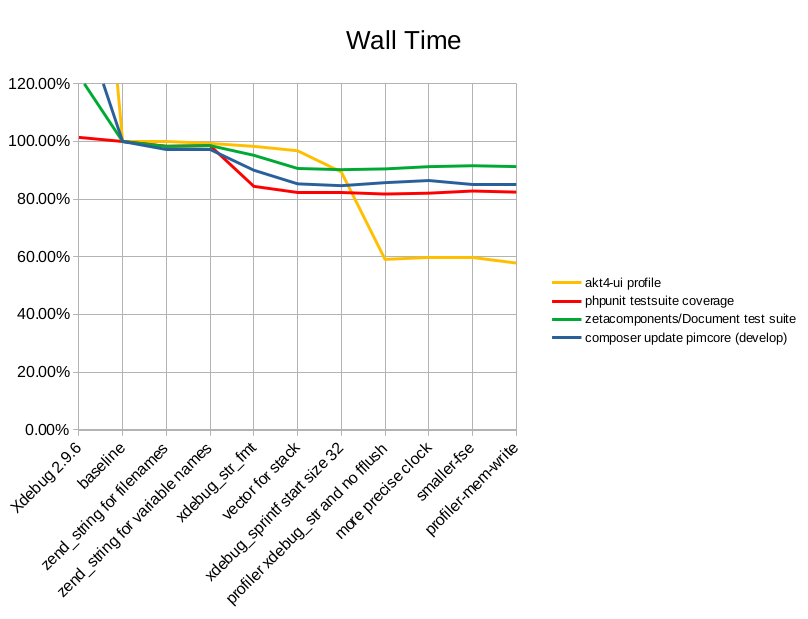 Wall Time
120.00%
100.00%
80.00%
60.00%
40.00%
20.00%
0.00%
akt4-ui profile
phpunit testsuite coverage
zetacomponents/Document test suite
composer update pimcore (develop)
Xdebug 2.9.6
baseline
zend_string for filenames
zend_string for variable names
xdebug_str_fmt
vector for stack
xdebug_sprintf start size 32
profiler xdebug_str and no fflush
more precise clock
smaller-fse
profiler-mem-write